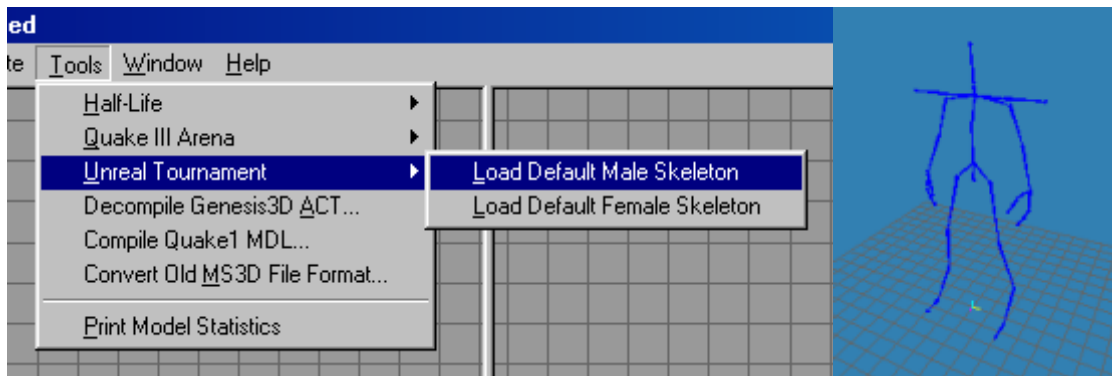 ed
te Tools Window Help
Half-Life
Quake III Arena
Unreal Tournament
Load Default Male Skeleton
Decompile Genesis3D ACT...
Load Default Female Skeleton
Compile Quake1 MDL...
Convert Old MS3D File Format...
Print Model Statistics